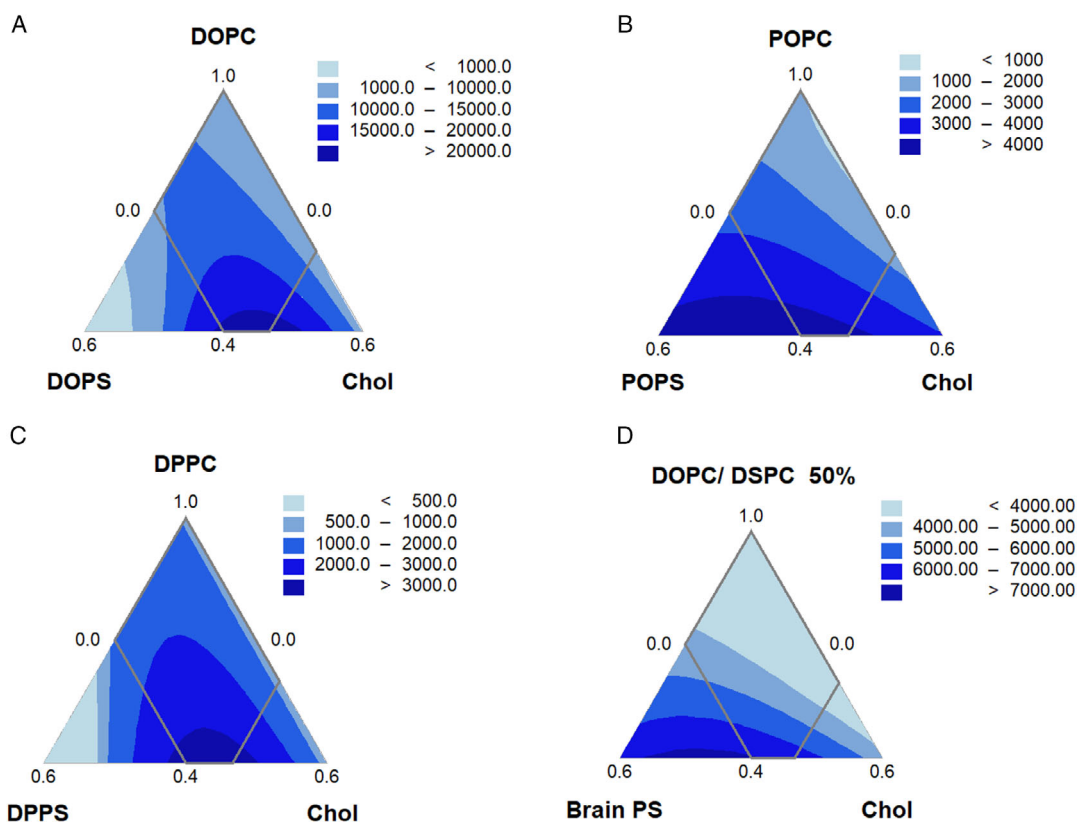 A
DOPC
1.0
< 1000.0
1000.0 – 10000.0
10000.0 – 15000.0
15000.0 – 20000.0
> 20000.0
0.0
0.0
0.6
0.4
0.6
DOPS
Chol
B
POPC
1.0
< 1000
1000 – 2000
2000 – 3000
3000 – 4000
> 4000
0.0
0.0
0.6
0.4
0.6
POPS
Chol
C
DPPC
1.0
< 500.0
500.0 – 1000.0
1000.0 – 2000.0
2000.0 – 3000.0
> 3000.0
0.0
0.0
0.6
0.4
0.6
DPPS
Chol
D
DOPC/ DSPC 50%
1.0
< 4000.00
4000.00 – 5000.00
5000.00 – 6000.00
6000.00 – 7000.00
> 7000.00
0.0
0.0
0.6
0.4
0.6
Brain PS
Chol